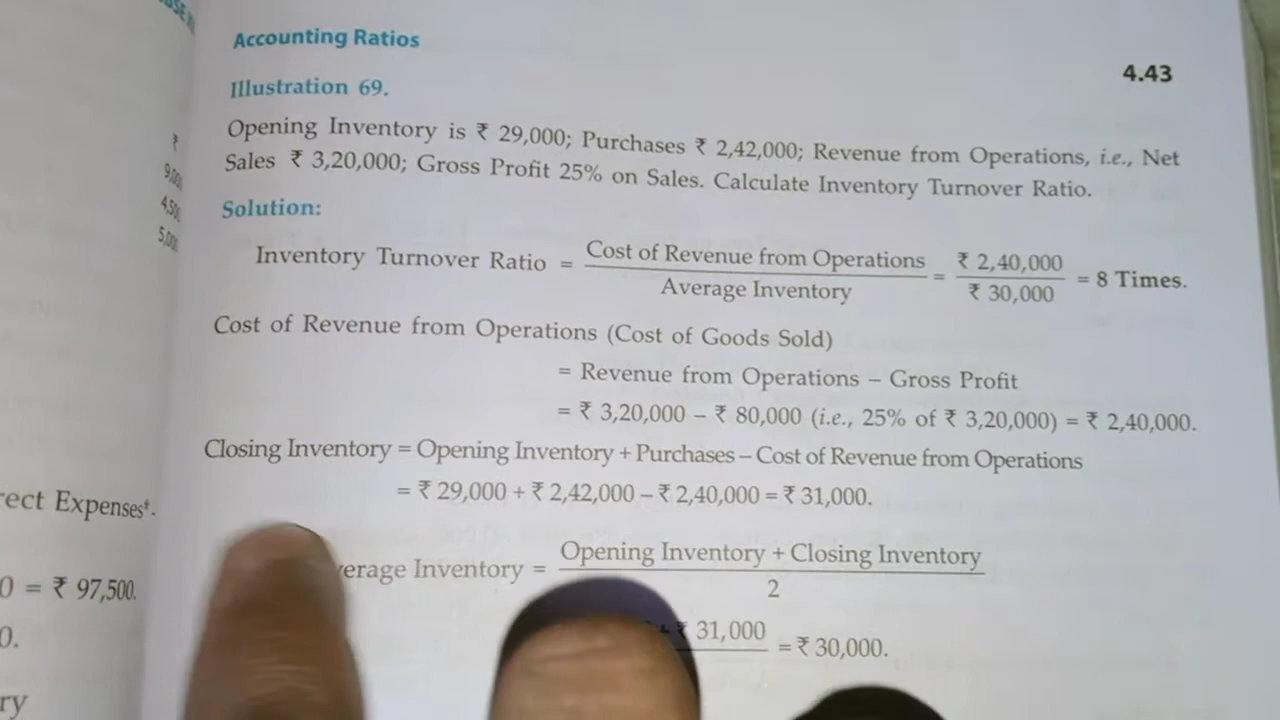 Accounting Ratios
4.43
Illustration 69.
Opening Inventory is ₹ 29,000; Purchases ₹ 2,42,000; Revenue from Operations, i.e., Net
Sales ₹ 3,20,000; Gross Profit 25% on Sales. Calculate Inventory Turnover Ratio.
Solution:
Inventory Turnover Ratio = Cost of Revenue from Operations / Average Inventory = ₹ 2,40,000 / ₹ 30,000 = 8 Times.
Cost of Revenue from Operations (Cost of Goods Sold)
= Revenue from Operations – Gross Profit
= ₹ 3,20,000 – ₹ 80,000 (i.e., 25% of ₹ 3,20,000) = ₹ 2,40,000.
Closing Inventory = Opening Inventory + Purchases – Cost of Revenue from Operations
= ₹ 29,000 + ₹ 2,42,000 – ₹ 2,40,000 = ₹ 31,000.
Inventory = Opening Inventory + Closing Inventory / 2
₹ 31,000 = ₹ 30,000.
₹
Expenses*.
= ₹ 97,500.